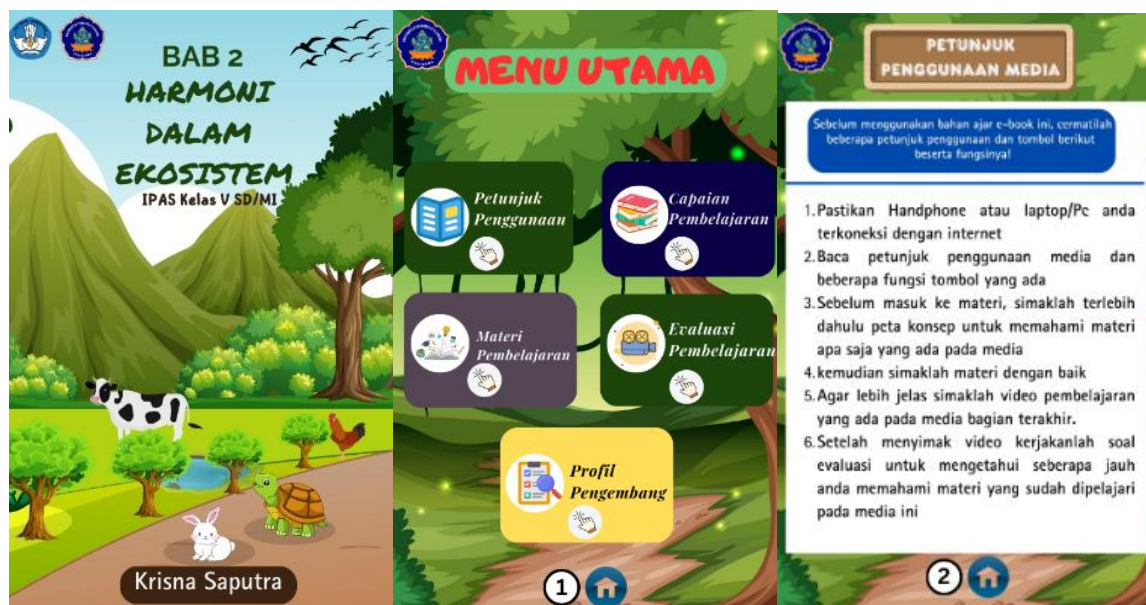 BAB 2
HARMONI
DALAM
EKOSISTEM
IPAS Kelas V SD/MI
Krisna Saputra
MENU UTAMA
Petunjuk
Penggunaan
Capaian
Pembelajaran
Materi
Pembelajaran
Evaluasi
Pembelajaran
Profil
Pengembang
1
PETUNJUK
PENGGUNAAN MEDIA
Sebelum menggunakan bahan ajar e-book ini, cermatilah
beberapa petunjuk penggunaan dan tombol berikut
beserta fungsinya!
1. Pastikan Handphone atau laptop/Pc anda
terkoneksi dengan internet
2. Baca petunjuk penggunaan media dan
beberapa fungsi tombol yang ada
3. Sebelum masuk ke materi, simaklah terlebih
dahulu peta konsep untuk memahami materi
apa saja yang ada pada media
4. kemudian simaklah materi dengan baik
5. Agar lebih jelas simaklah video pembelajaran
yang ada pada media bagian terakhir.
6. Setelah menyimak video kerjakanlah soal
evaluasi untuk mengetahui seberapa jauh
anda memahami materi yang sudah dipelajari
pada media ini
2